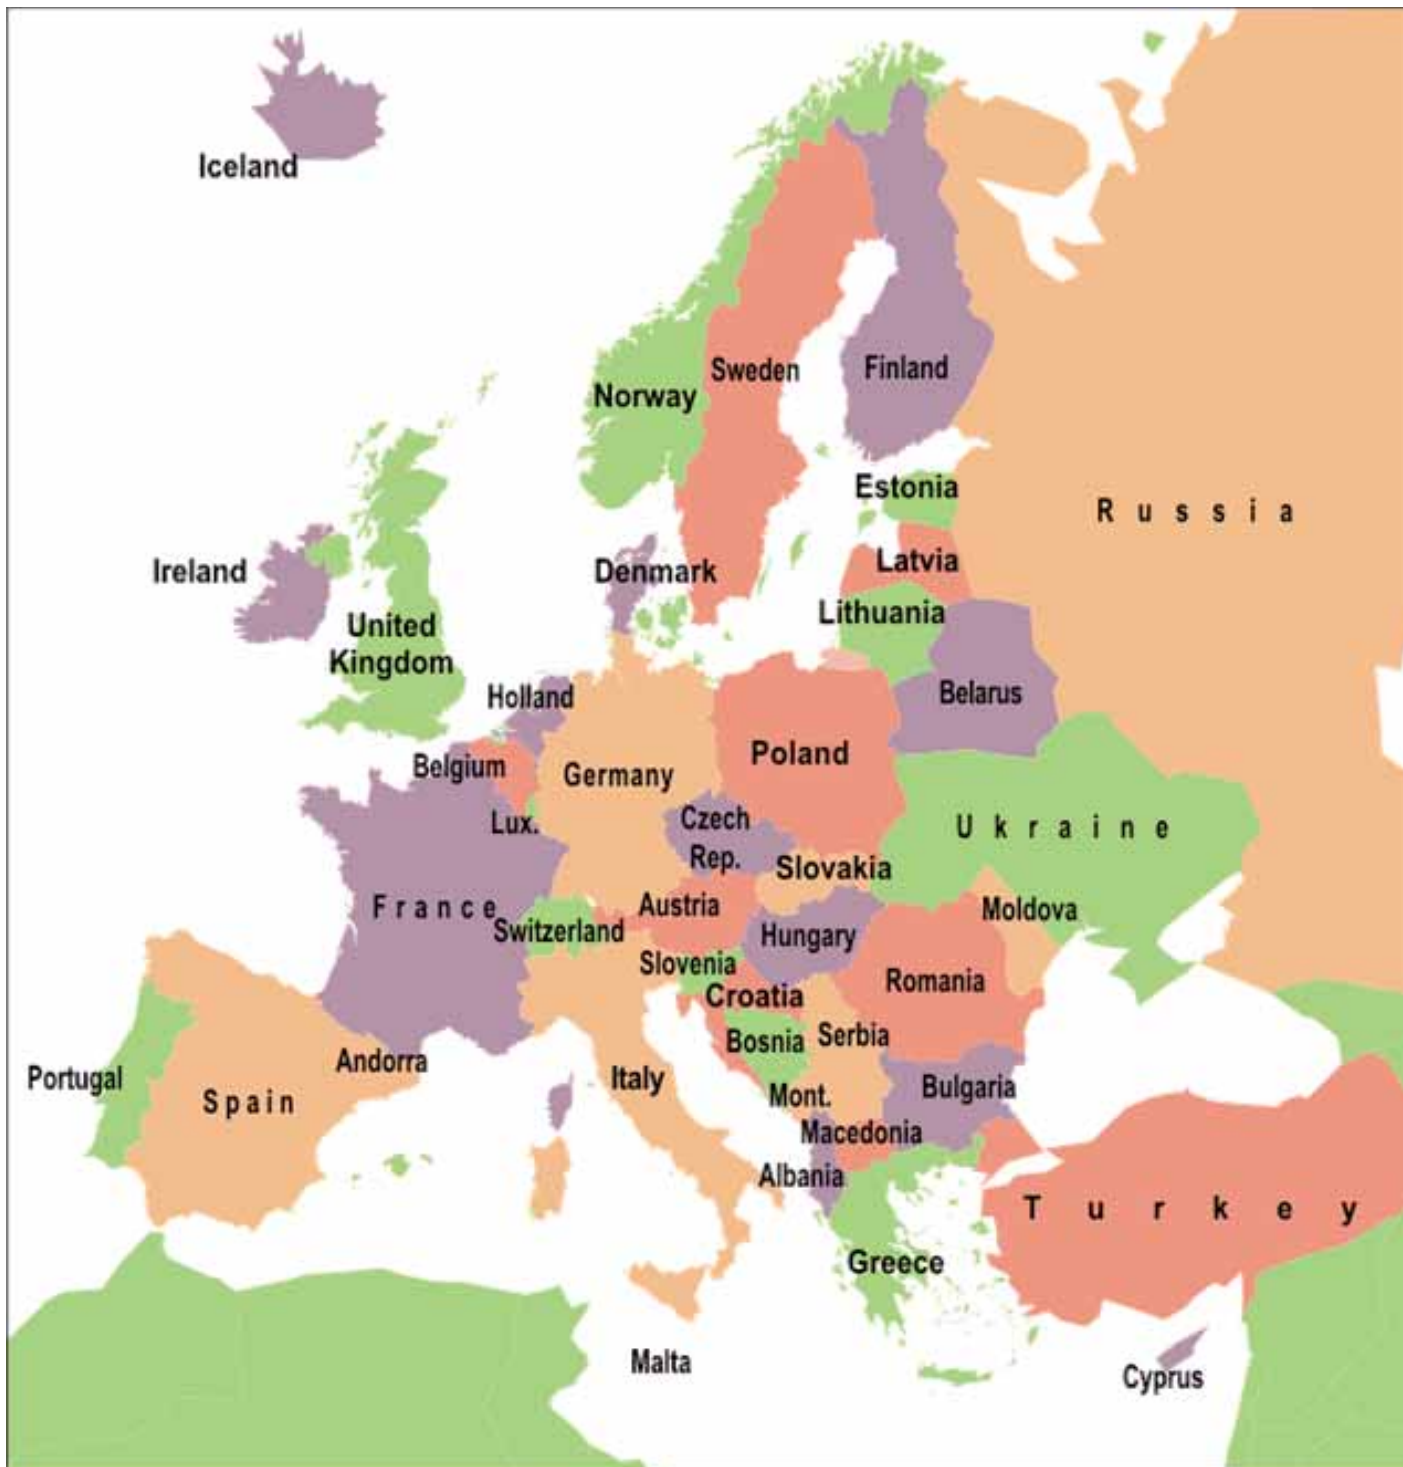 Iceland
Sweden
Finland
Norway
Estonia
Russia
Latvia
Ireland
Denmark
Lithuania
United
Kingdom
Holland
Belarus
Belgium
Germany
Poland
Lux.
Czech
Rep.
Ukraine
Slovakia
France
Austria
Moldova
Switzerland
Hungary
Slovenia
Romania
Croatia
Bosnia
Serbia
Andorra
Portugal
Italy
Spain
Mont.
Bulgaria
Macedonia
Albania
Turkey
Greece
Malta
Cyprus